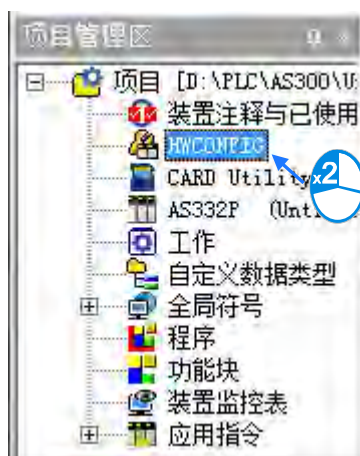 项目管理区
项目 [D:\PLC\AS300\U
装置注释与已使用
HWCONFIG
x2
CARD Utility
AS332P (Unt
工作
自定义数据类型
全局符号
程序
功能块
装置监控表
应用指令